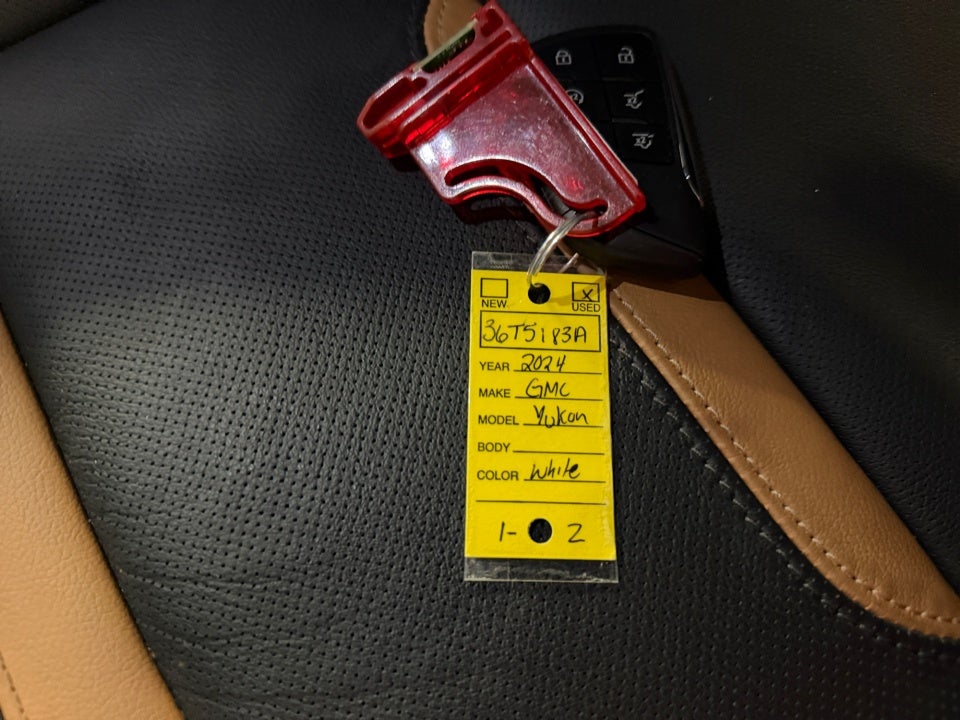 NEW X USED
36T5183A
YEAR 2024
MAKE GMC
MODEL Yukon
BODY
COLOR White
1- 2